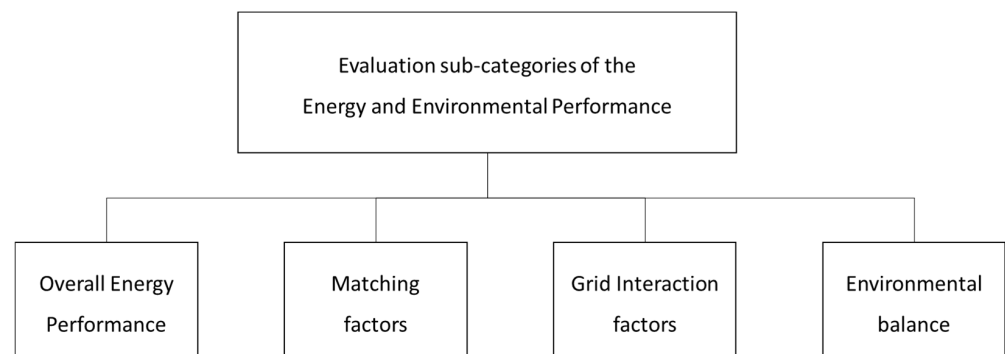 Evaluation sub-categories of the
Energy and Environmental Performance
Overall Energy
Performance
Matching
factors
Grid Interaction
factors
Environmental
balance